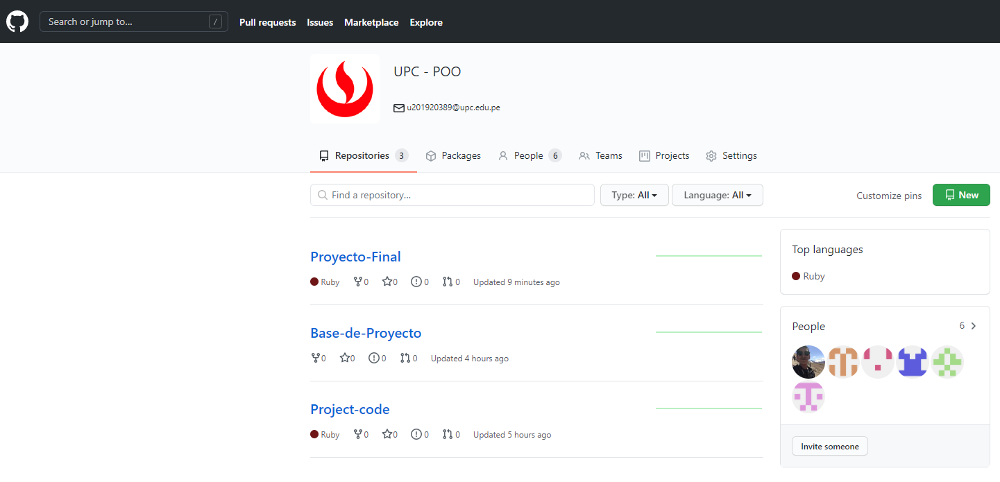 Search or jump to... /
Pull requests Issues Marketplace Explore
UPC - POO
u201920389@upc.edu.pe
Repositories 3 Packages People 6 Teams Projects Settings
Find a repository... Type: All Language: All Customize pins New
Proyecto-Final
Ruby 0 0 0 0 Updated 9 minutes ago
Base-de-Proyecto
0 0 0 0 Updated 4 hours ago
Project-code
Ruby 0 0 0 0 Updated 5 hours ago
Top languages
Ruby
People 6
Invite someone